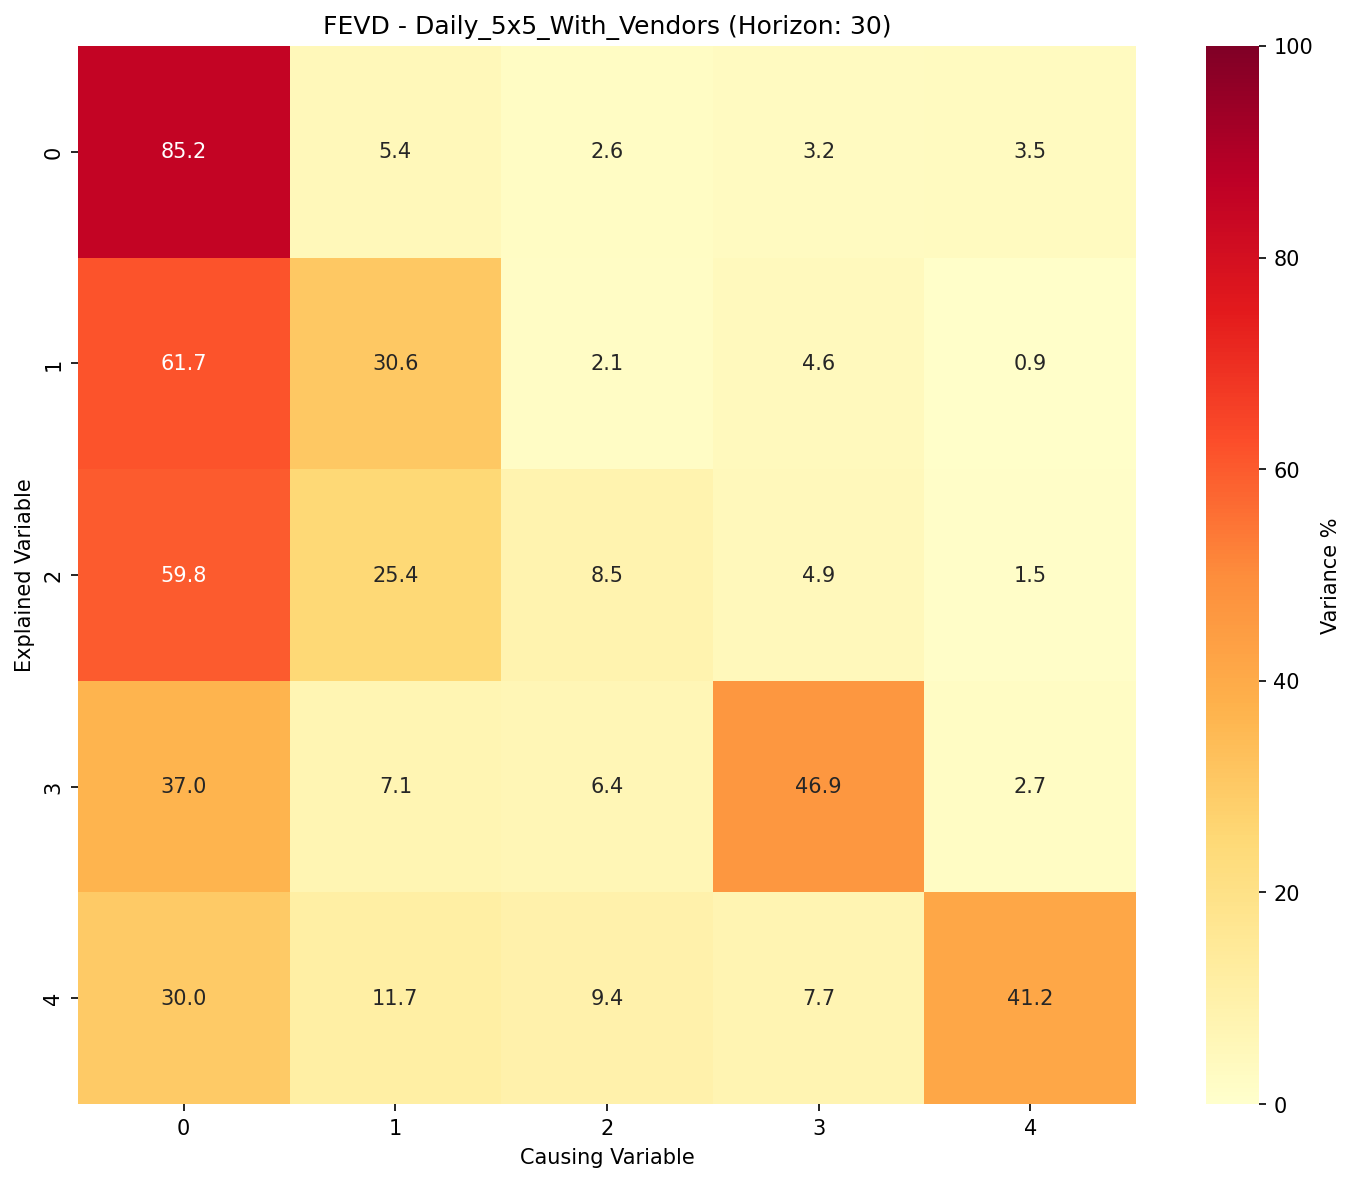 FEVD - Daily_5x5_With_Vendors (Horizon: 30)
Explained Variable
0 85.2 5.4 2.6 3.2 3.5
1 61.7 30.6 2.1 4.6 0.9
2 59.8 25.4 8.5 4.9 1.5
3 37.0 7.1 6.4 46.9 2.7
4 30.0 11.7 9.4 7.7 41.2
0 1 2 3 4
Causing Variable
100
80
60
40
20
0
Variance %